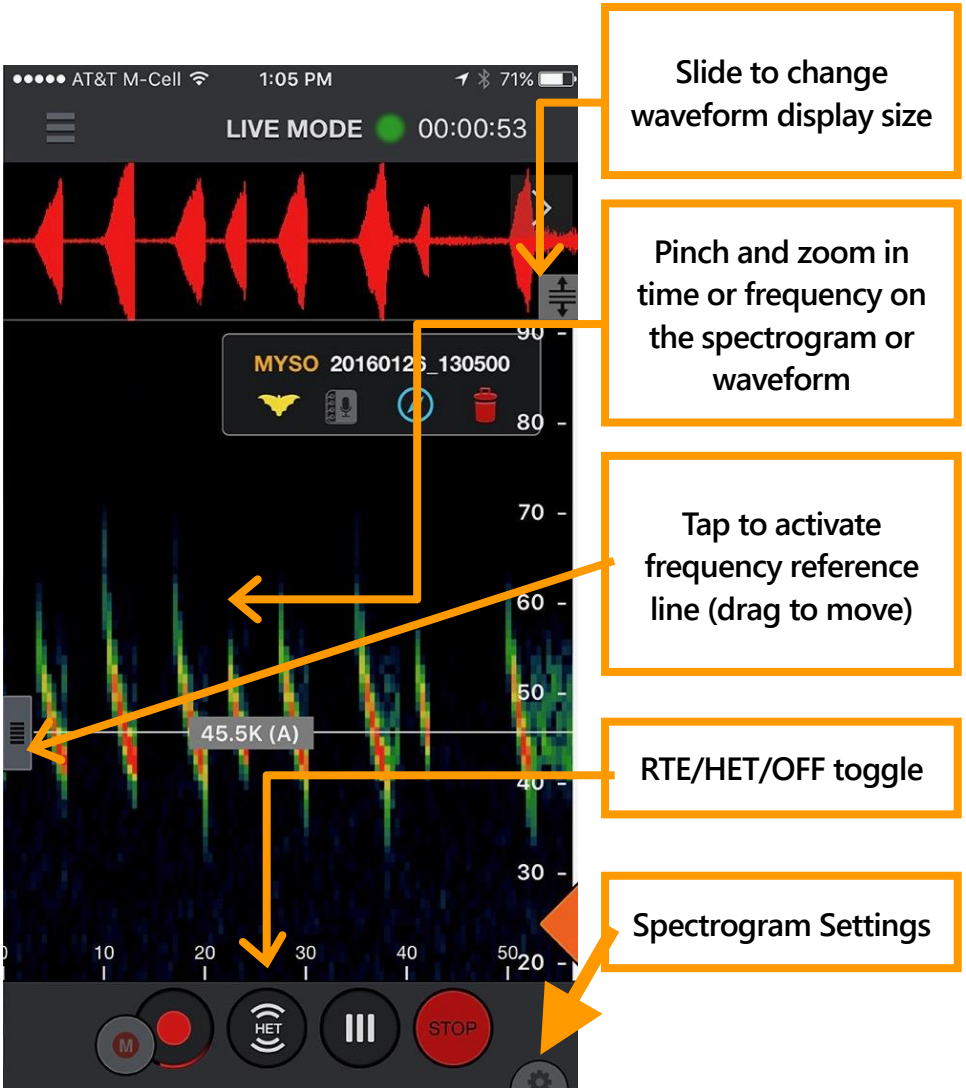 AT&T M-Cell 1:05 PM 71%
LIVE MODE 00:00:53
MYSO 20160126_130500
90
80
70
60
50
45.5K (A)
40
30
20
0 10 20 30 40 50
M
HET
STOP
Slide to change
waveform display size
Pinch and zoom in
time or frequency on
the spectrogram or
waveform
Tap to activate
frequency reference
line (drag to move)
RTE/HET/OFF toggle
Spectrogram Settings